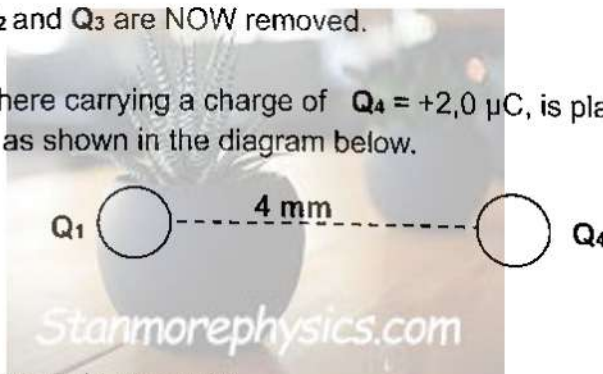 2 and Q3 are NOW removed.
here carrying a charge of Q4 = +2,0 µC, is pla
as shown in the diagram below.
4 mm
Q1
Q4
Stanmorephysics.com